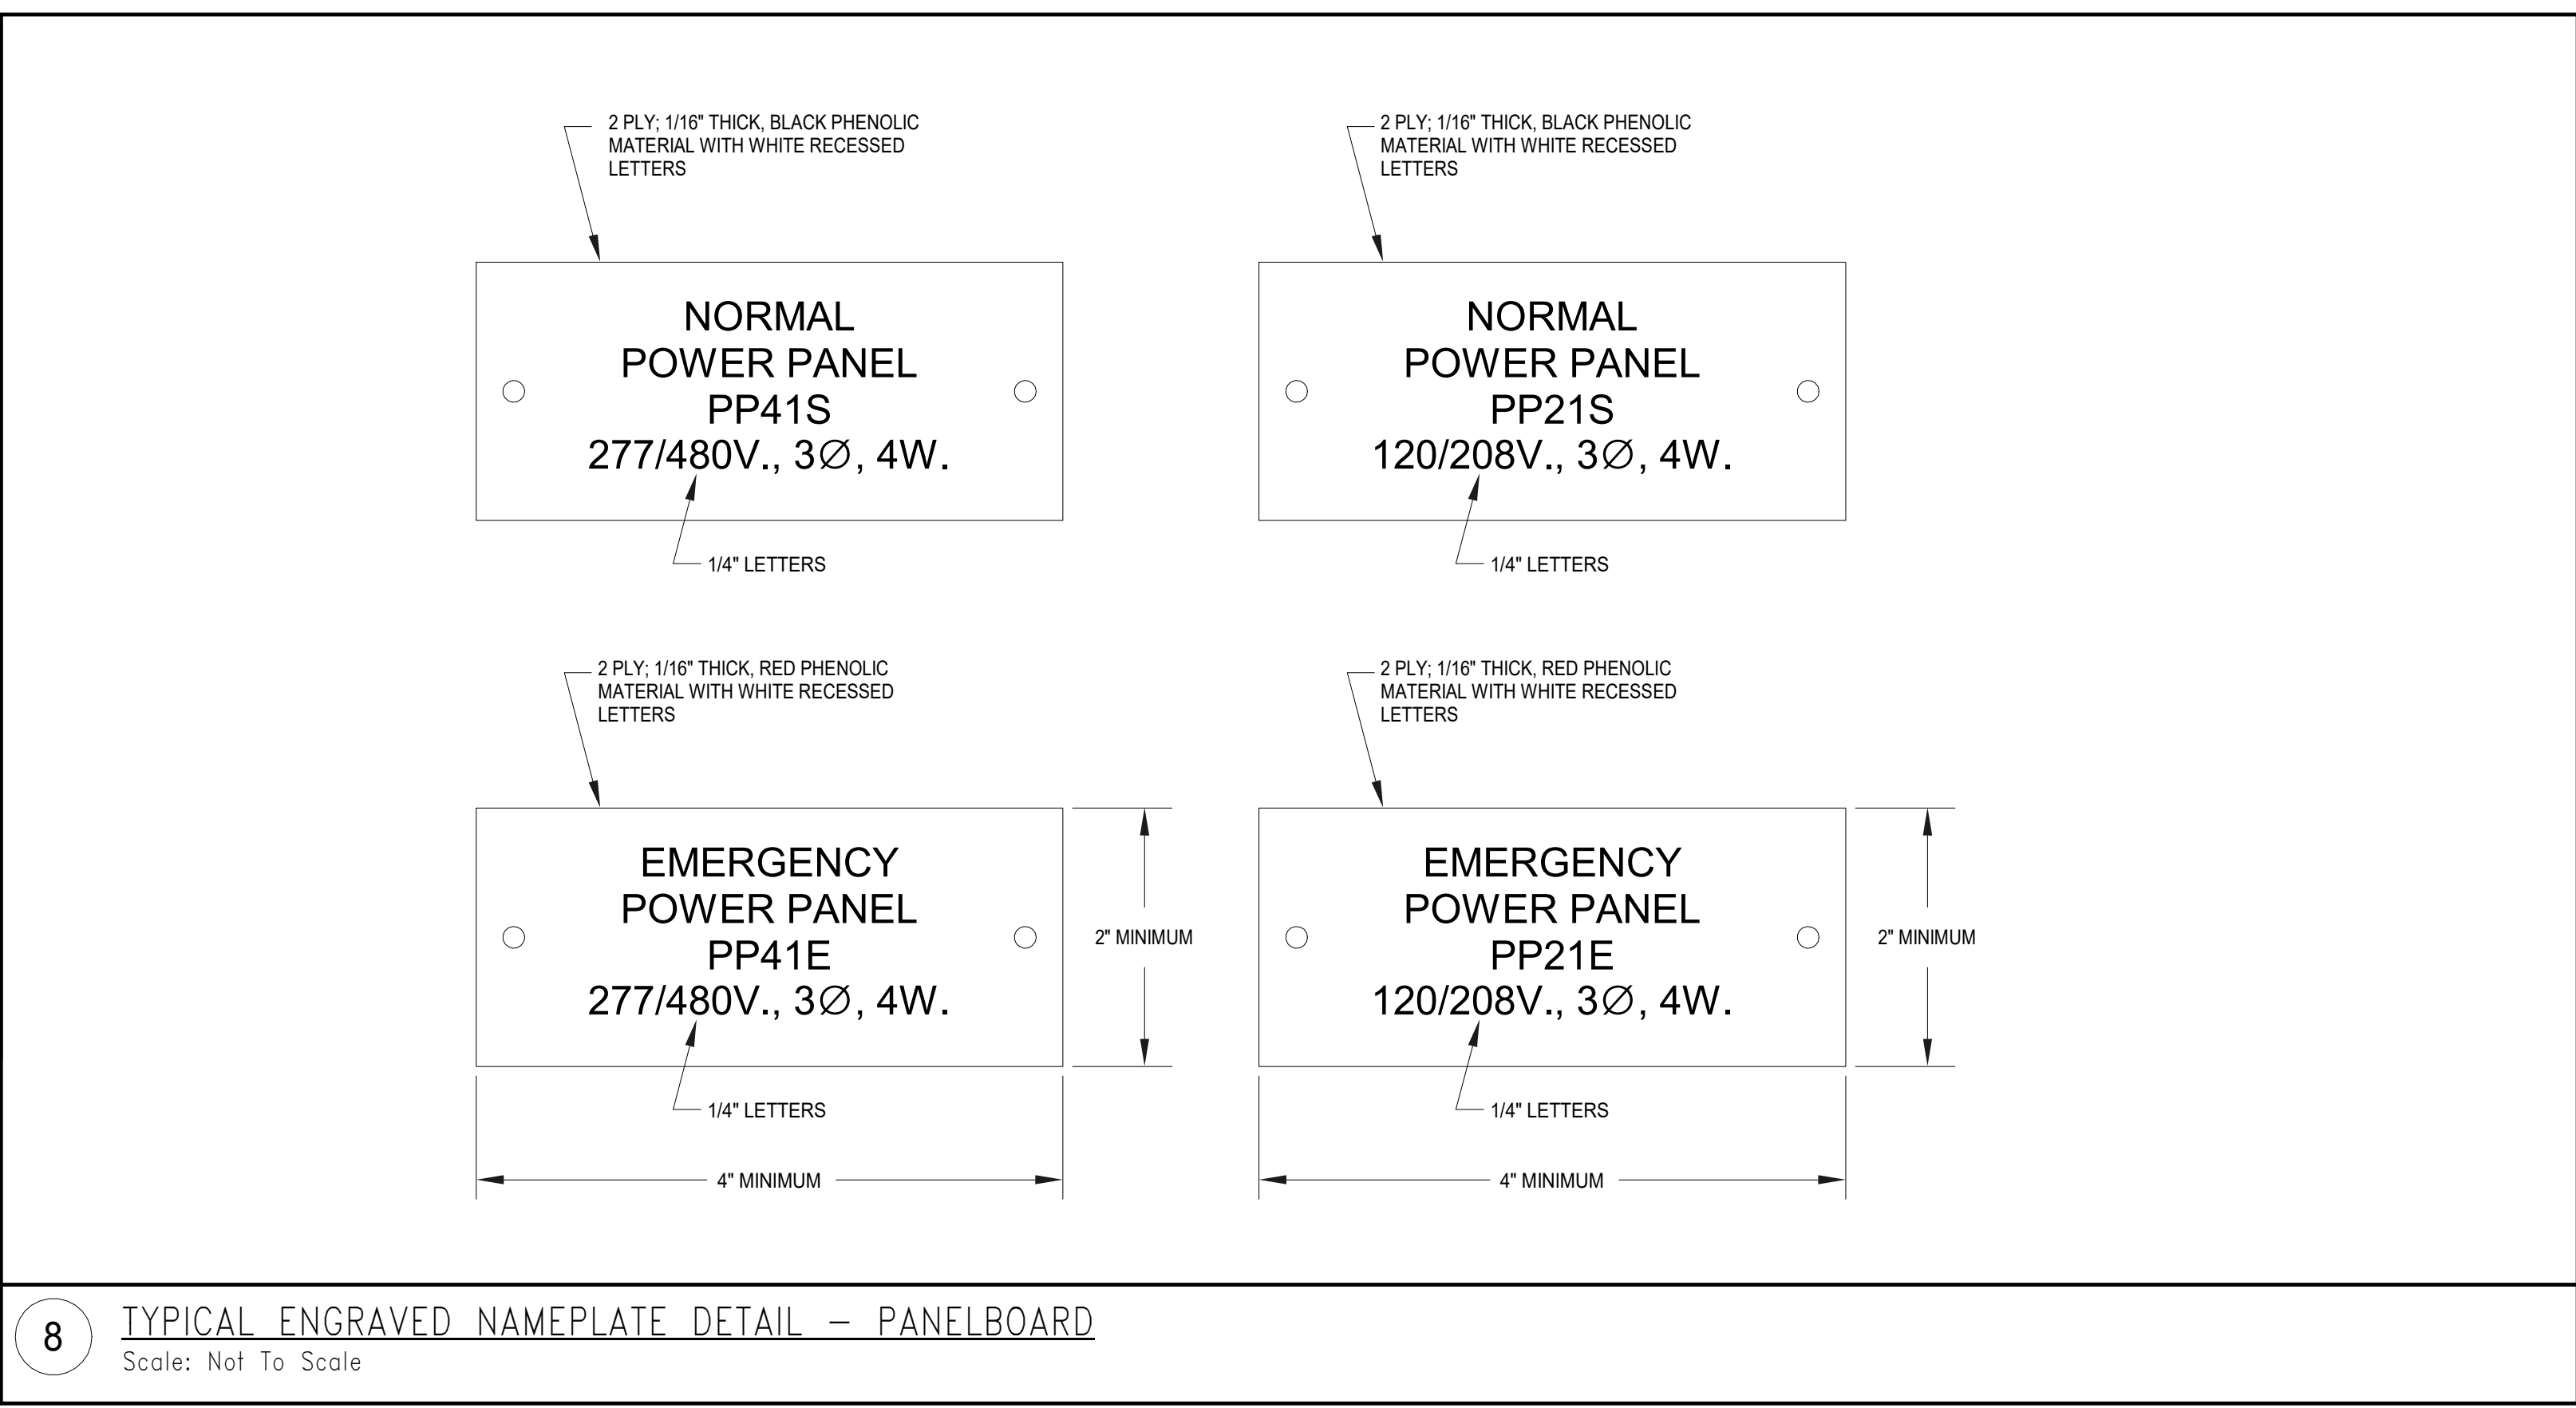 2 PLY; 1/16" THICK, BLACK PHENOLIC
MATERIAL WITH WHITE RECESSED
LETTERS
NORMAL
POWER PANEL
PP41S
277/480V., 3∅, 4W.
1/4" LETTERS
2 PLY; 1/16" THICK, BLACK PHENOLIC
MATERIAL WITH WHITE RECESSED
LETTERS
NORMAL
POWER PANEL
PP21S
120/208V., 3∅, 4W.
1/4" LETTERS
2 PLY; 1/16" THICK, RED PHENOLIC
MATERIAL WITH WHITE RECESSED
LETTERS
EMERGENCY
POWER PANEL
PP41E
277/480V., 3∅, 4W.
1/4" LETTERS
2" MINIMUM
4" MINIMUM
2 PLY; 1/16" THICK, RED PHENOLIC
MATERIAL WITH WHITE RECESSED
LETTERS
EMERGENCY
POWER PANEL
PP21E
120/208V., 3∅, 4W.
1/4" LETTERS
2" MINIMUM
4" MINIMUM
8
TYPICAL ENGRAVED NAMEPLATE DETAIL – PANELBOARD
Scale: Not To Scale